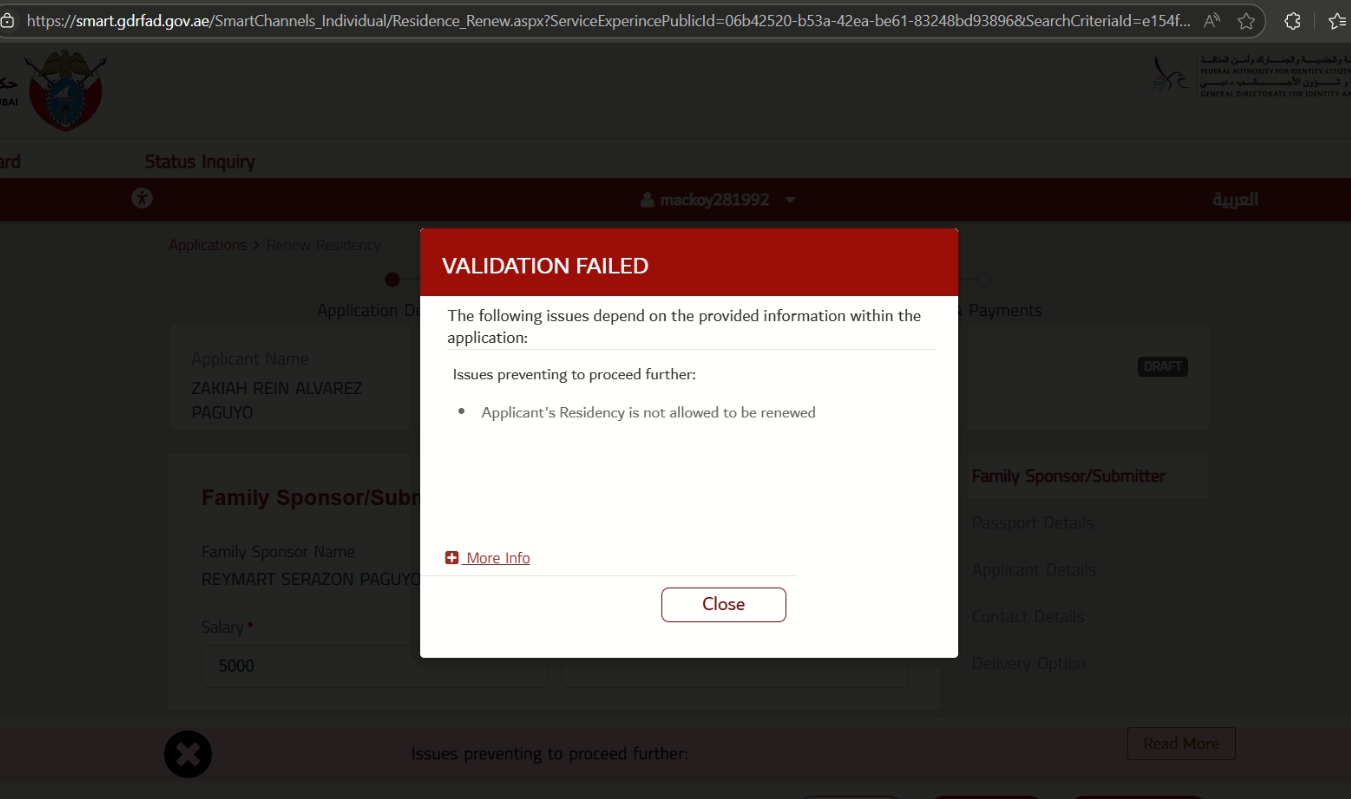 https://smart.gdrfad.gov.ae/SmartChannels_Individual/Residence_Renew.aspx?ServiceExperincePublicId=06b42520-b53a-42ea-be61-83248bd93896&SearchCriteriaId=e154f...
FEDERAL AUTHORITY FOR IDENTITY, CITIZE
GENERAL DIRECTORATE FOR IDENTITY AN
حك
BAI
ard
Status Inquiry
mackoy281992
العربية
Applications > Renew Residency
VALIDATION FAILED
Application De
Payments
The following issues depend on the provided information within the
application:
Issues preventing to proceed further:
• Applicant's Residency is not allowed to be renewed
More Info
Close
Applicant Name
ZAKIAH REIN ALVAREZ
PAGUYO
DRAFT
Family Sponsor/Subm
Family Sponsor Name
REYMART SERAZON PAGUYO
Salary *
5000
Family Sponsor/Submitter
Passport Details
Applicant Details
Contact Details
Delivery Option
Issues preventing to proceed further:
Read More